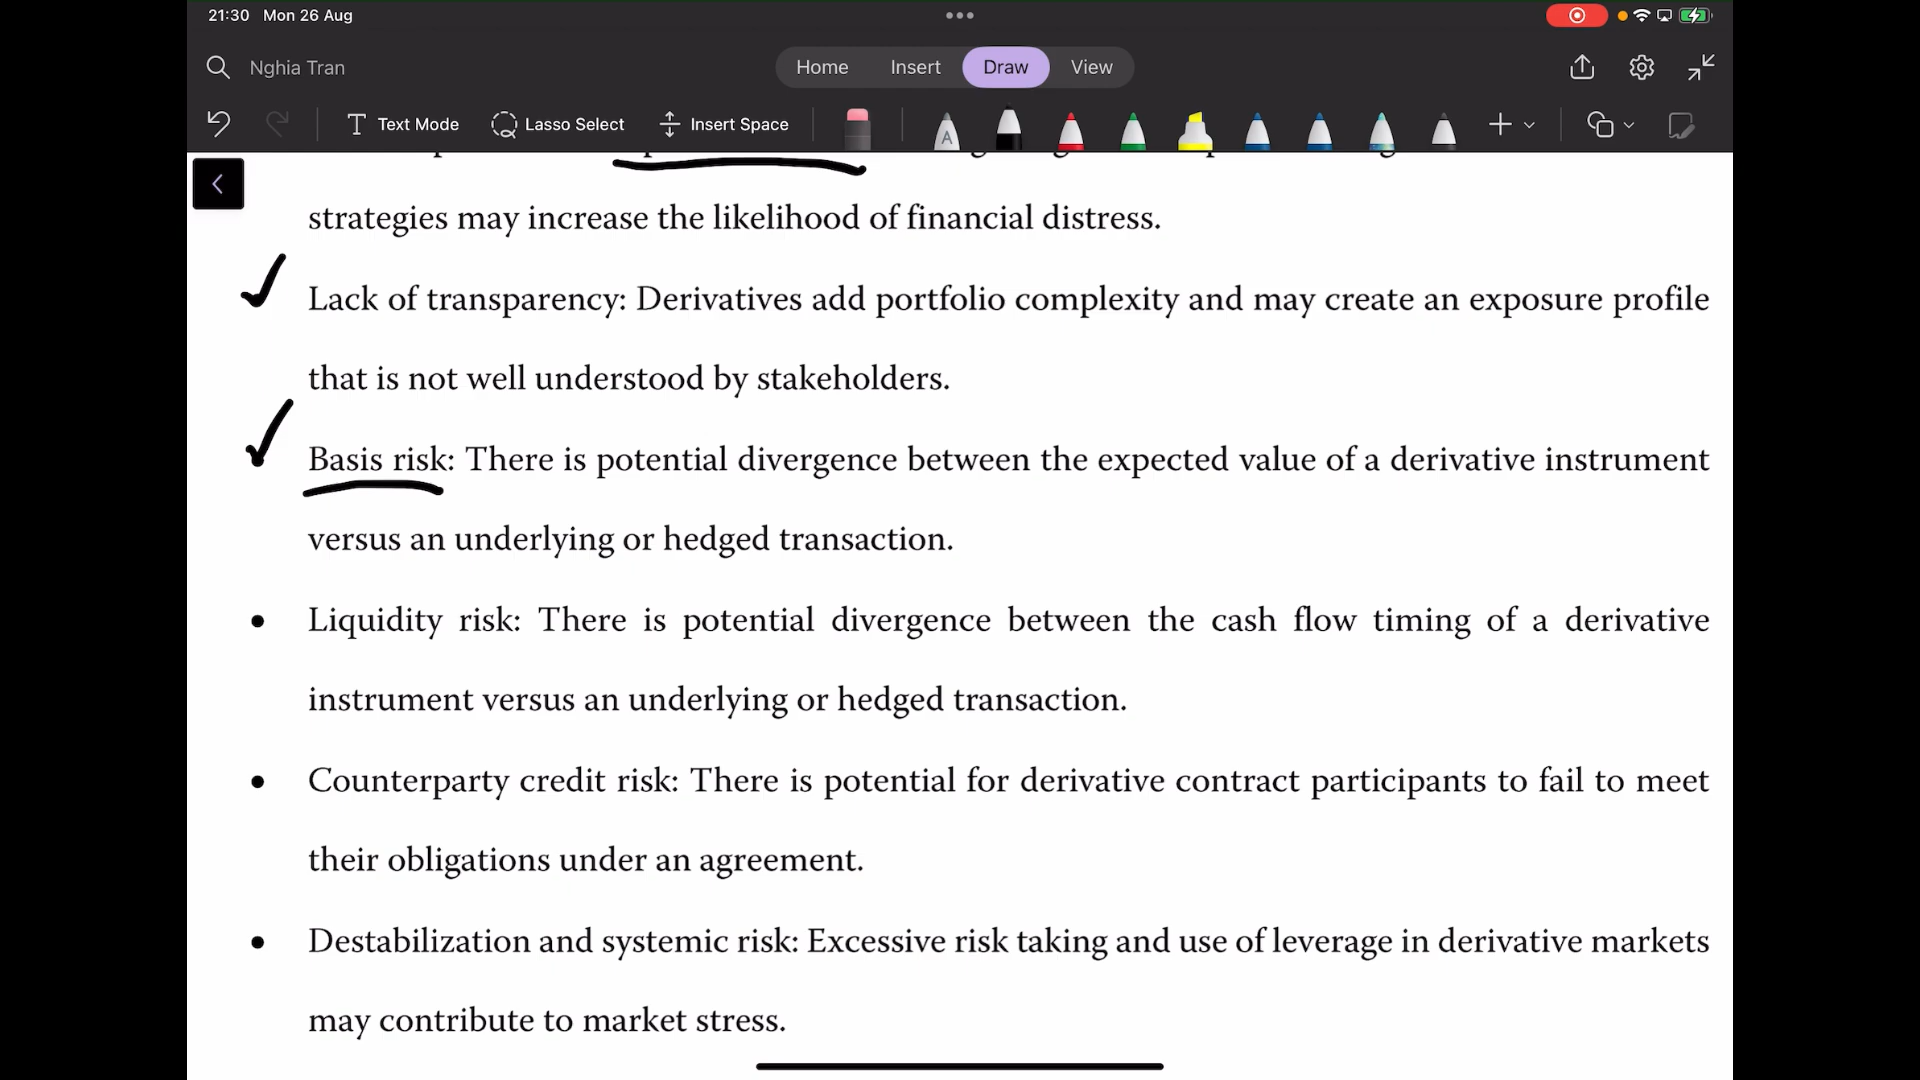 21:30 Mon 26 Aug
Nghia Tran
Home Insert Draw View
Text Mode Lasso Select Insert Space
A
strategies may increase the likelihood of financial distress.
Lack of transparency: Derivatives add portfolio complexity and may create an exposure profile
that is not well understood by stakeholders.
Basis risk: There is potential divergence between the expected value of a derivative instrument
versus an underlying or hedged transaction.
• Liquidity risk: There is potential divergence between the cash flow timing of a derivative
instrument versus an underlying or hedged transaction.
• Counterparty credit risk: There is potential for derivative contract participants to fail to meet
their obligations under an agreement.
• Destabilization and systemic risk: Excessive risk taking and use of leverage in derivative markets
may contribute to market stress.